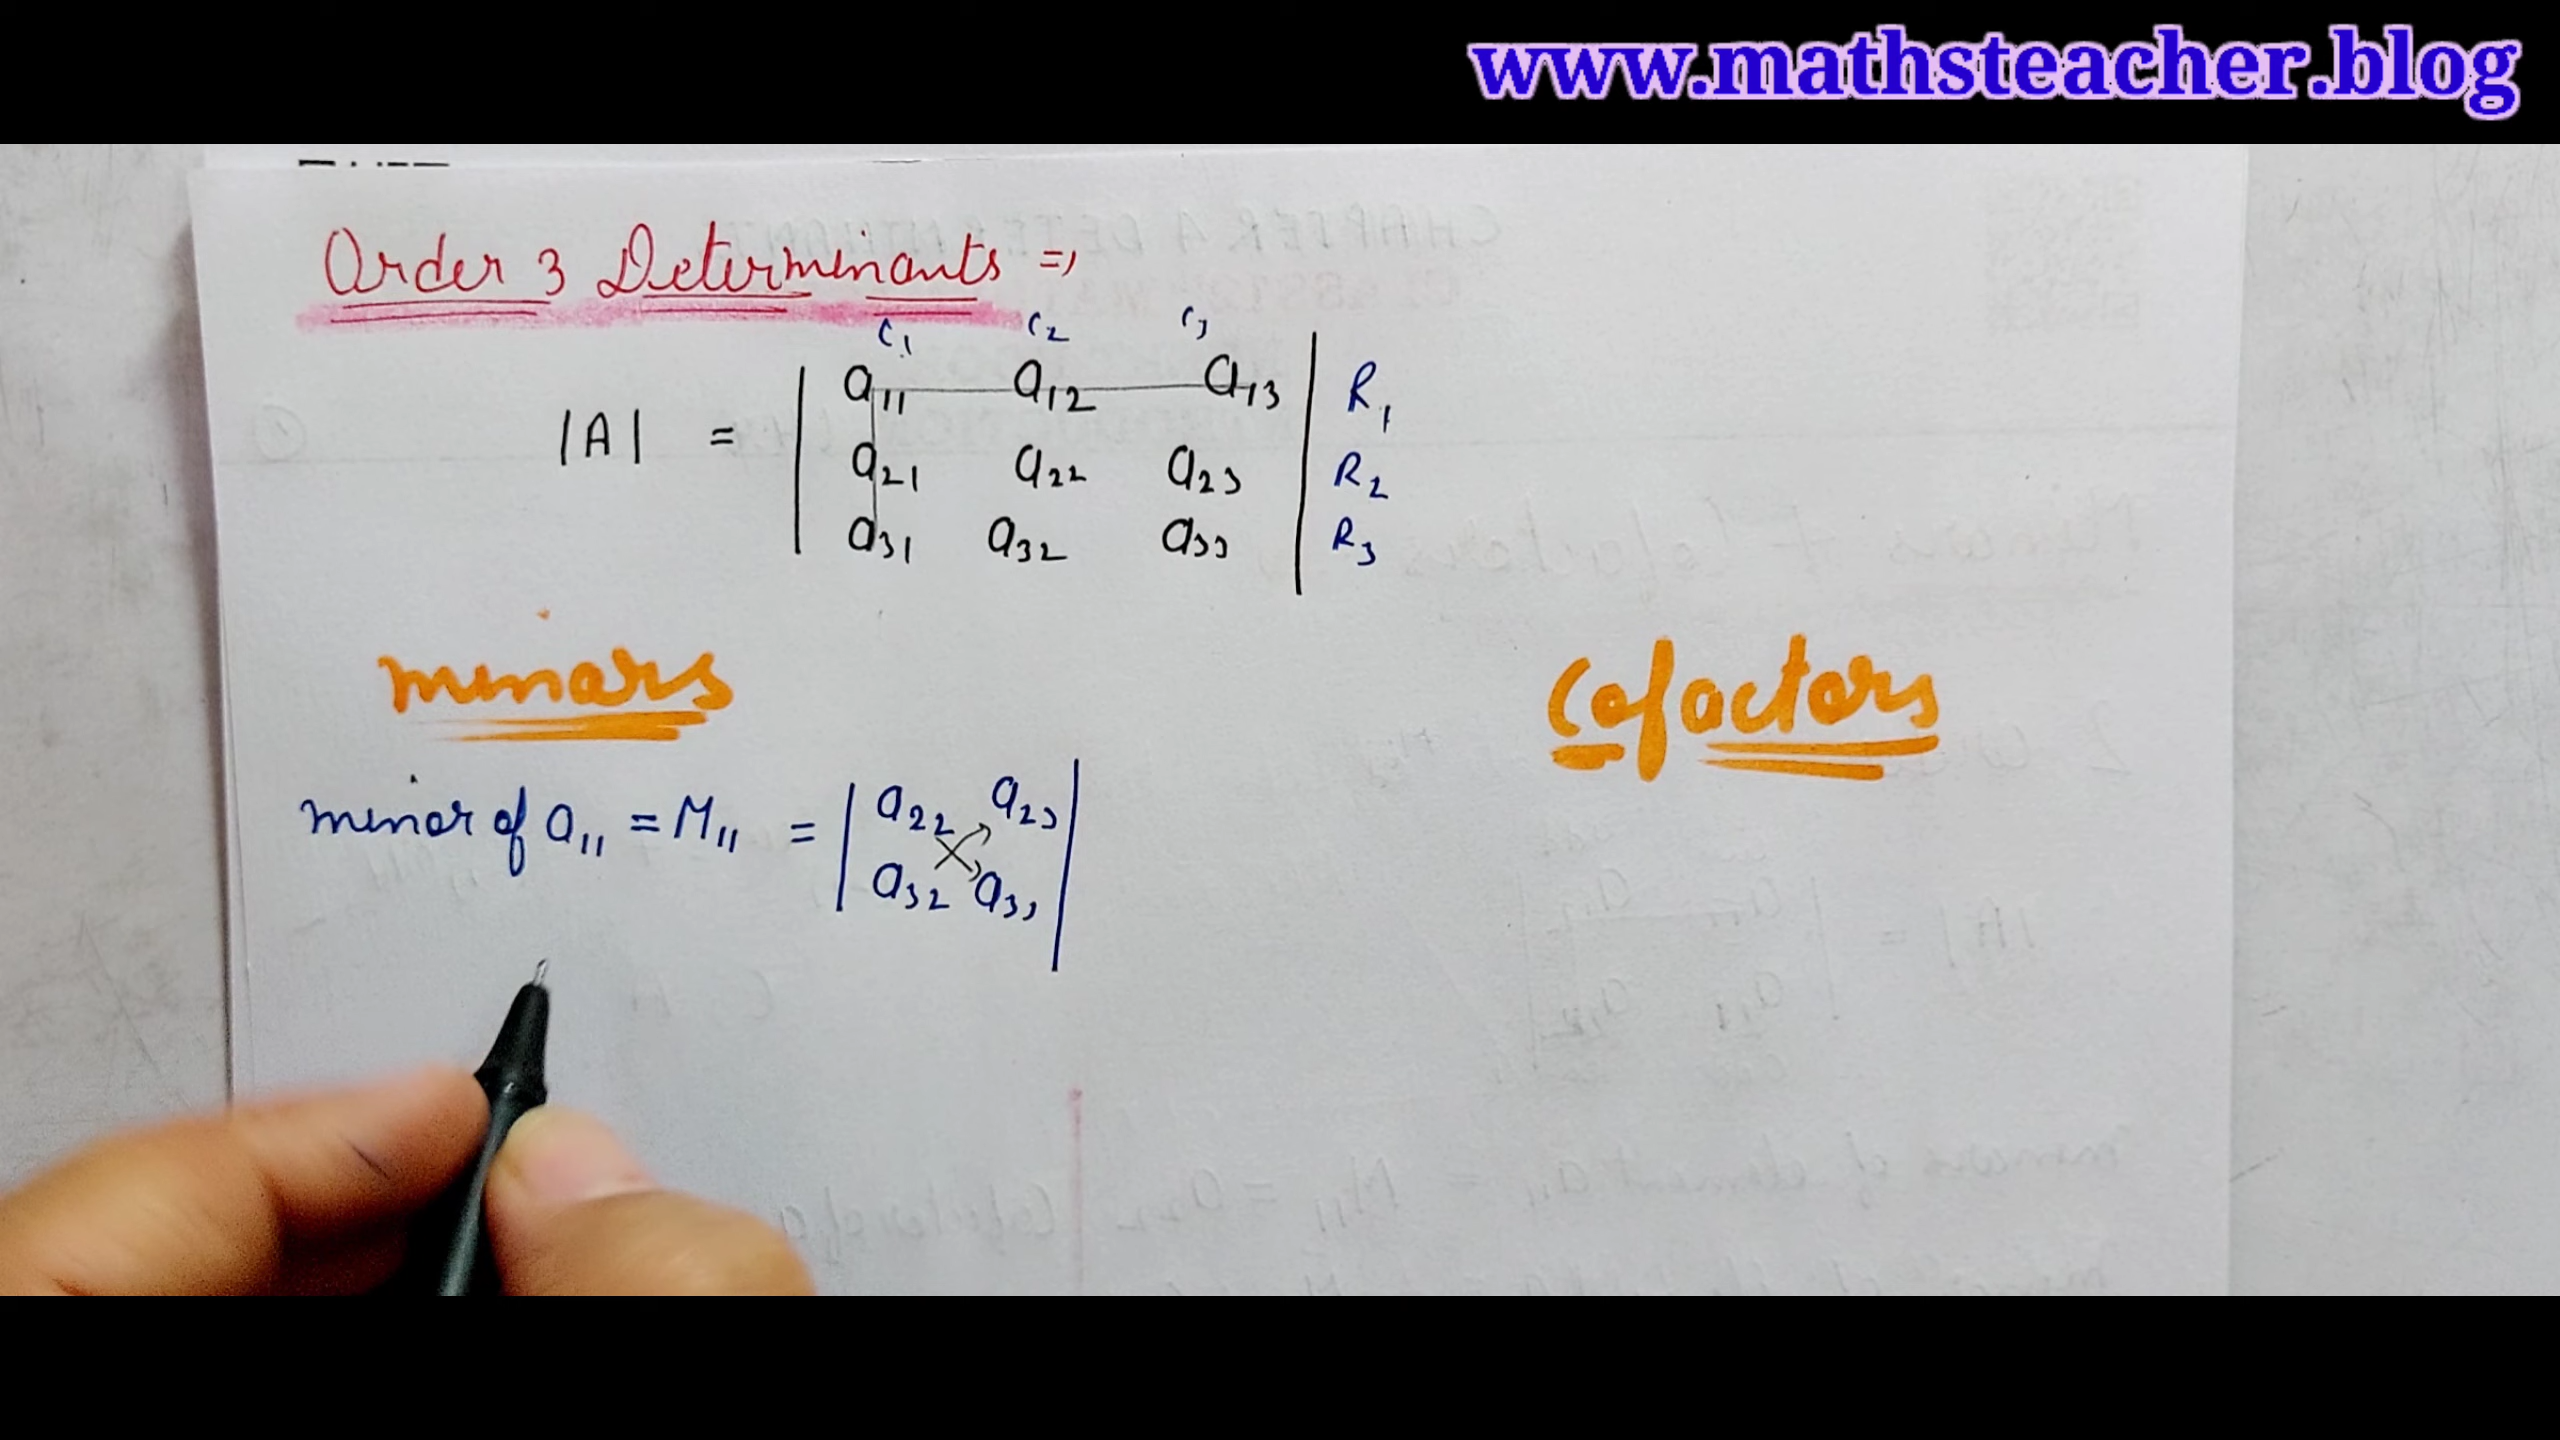 www.mathsteacher.blog
Order 3 Determinants =,
C1 C2 C3
|A| = | a11 a12 a13 | R1
a21 a22 a23 R2
a31 a32 a33 R3
minors
Cofactors
minor of a11 = M11 = | a22 a23 |
a32 a33